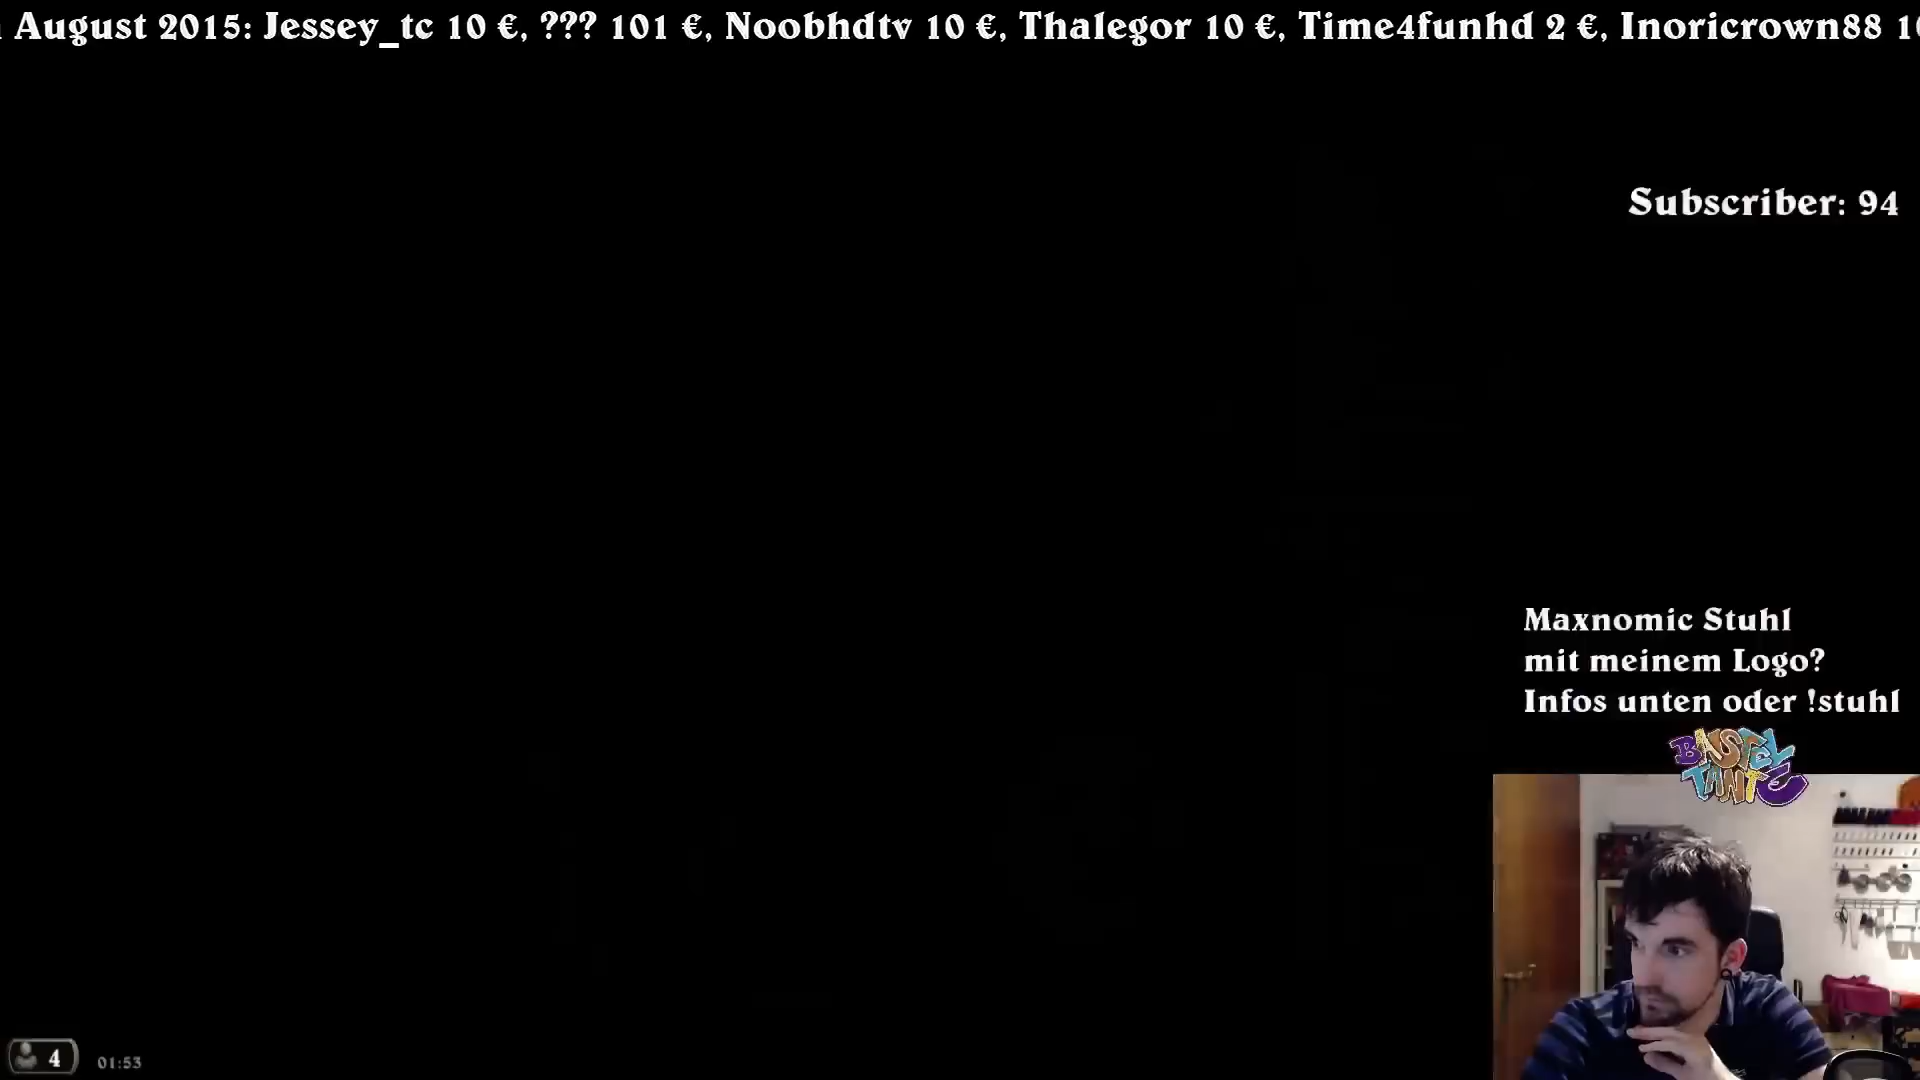 August 2015: Jessey_tc 10 €, ??? 101 €, Noobhdtv 10 €, Thalegor 10 €, Time4funhd 2 €, Inoricrown88
Subscriber: 94
Maxnomic Stuhl
mit meinem Logo?
Infos unten oder !stuhl
BASTEY
TANTE
4 01:53